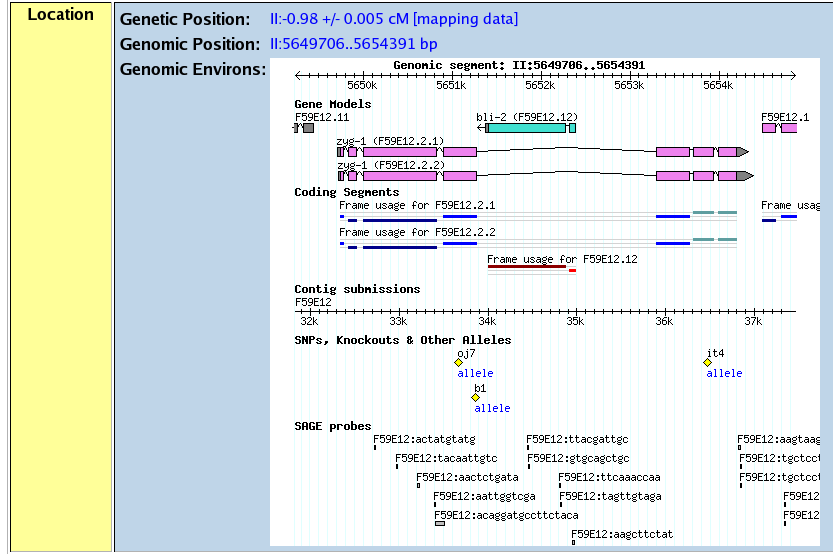 Location
Genetic Position: II:-0.98 +/- 0.005 cM [mapping data]
Genomic Position: II:5649706..5654391 bp
Genomic Environs:
Genomic segment: II:5649706..5654391
5650k 5651k 5652k 5653k 5654k
Gene Models
F59E12.11 bli-2 (F59E12.12) F59E12.1
zyg-1 (F59E12.2.1)
zyg-1 (F59E12.2.2)
Coding Segments
Frame usage for F59E12.2.1 Frame usag
Frame usage for F59E12.2.2
Frame usage for F59E12.12
Contig submissions
F59E12
32k 33k 34k 35k 36k 37k
SNPs, Knockouts & Other Alleles
oj7 it4
allele allele
b1
allele
SAGE probes
F59E12:actatgtatg F59E12:ttacgattgc F59E12:aagtaag
F59E12:tacaattgtc F59E12:gtgcagctgc F59E12:tgctcct
F59E12:aactctgata F59E12:ttcaaaccaa F59E12:tgctcct
F59E12:aattggtcga F59E12:tagttgtaga F59E12
F59E12:acaggatgccttctaca F59E12
F59E12:aagcttctat